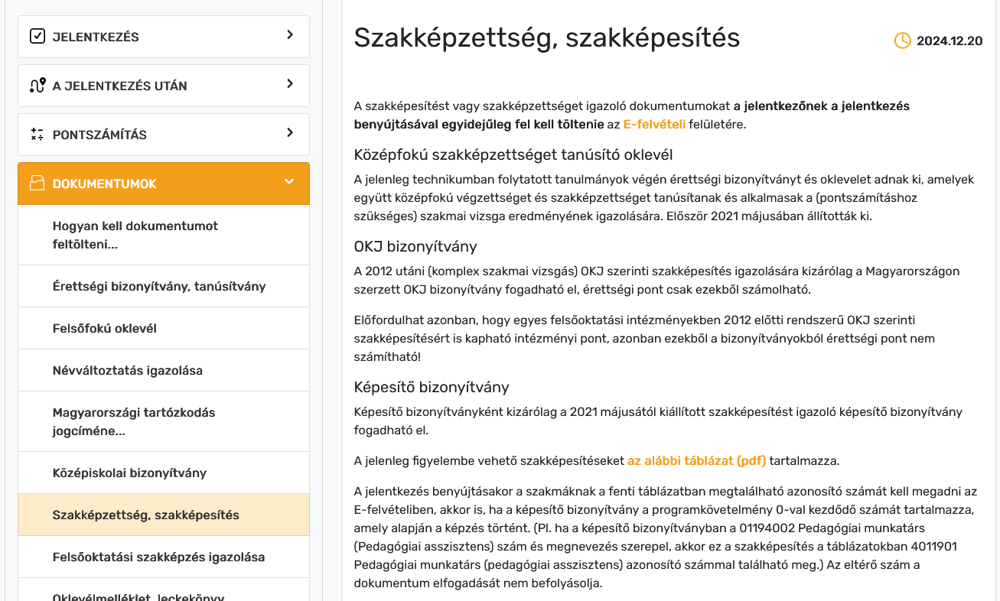 JELENTKEZÉS
A JELENTKEZÉS UTÁN
PONTSZÁMÍTÁS
DOKUMENTUMOK
Hogyan kell dokumentumot
feltölteni...
Érettségi bizonyítvány, tanúsítvány
Felsőfokú oklevél
Névváltoztatás igazolása
Magyarországi tartózkodás
jogcíméne...
Középiskolai bizonyítvány
Szakképzettség, szakképesítés
Felsőoktatási szakképzés igazolása
Oklevélmelléklet, leckekönyv
Szakképzettség, szakképesítés
2024.12.20
A szakképesítést vagy szakképzettséget igazoló dokumentumokat a jelentkezőnek a jelentkezés
benyújtásával egyidejűleg fel kell töltenie az E-felvételi felületére.
Középfokú szakképzettséget tanúsító oklevél
A jelenleg technikumban folytatott tanulmányok végén érettségi bizonyítványt és oklevelet adnak ki, amelyek
együtt középfokú végzettséget és szakképzettséget tanúsítanak és alkalmasak a (pontszámításhoz
szükséges) szakmai vizsga eredményének igazolására. Először 2021 májusában állították ki.
OKJ bizonyítvány
A 2012 utáni (komplex szakmai vizsgás) OKJ szerinti szakképesítés igazolására kizárólag a Magyarországon
szerzett OKJ bizonyítvány fogadható el, érettségi pont csak ezekből számolható.
Előfordulhat azonban, hogy egyes felsőoktatási intézményekben 2012 előtti rendszerű OKJ szerinti
szakképesítésért is kapható intézményi pont, azonban ezekből a bizonyítványokból érettségi pont nem
számítható!
Képesítő bizonyítvány
Képesítő bizonyítványként kizárólag a 2021 májusától kiállított szakképesítést igazoló képesítő bizonyítvány
fogadható el.
A jelenleg figyelembe vehető szakképesítéseket az alábbi táblázat (pdf) tartalmazza.
A jelentkezés benyújtásakor a szakmáknak a fenti táblázatban megtalálható azonosító számát kell megadni az
E-felvételiben, akkor is, ha a képesítő bizonyítvány a programkövetelmény 0-val kezdődő számát tartalmazza,
amely alapján a képzés történt. (Pl. ha a képesítő bizonyítványban a 01194002 Pedagógiai munkatárs
(Pedagógiai asszisztens) szám és megnevezés szerepel, akkor ez a szakképesítés a táblázatokban 4011901
Pedagógiai munkatárs (pedagógiai asszisztens) azonosító számmal található meg.) Az eltérő szám a
dokumentum elfogadását nem befolyásolja.